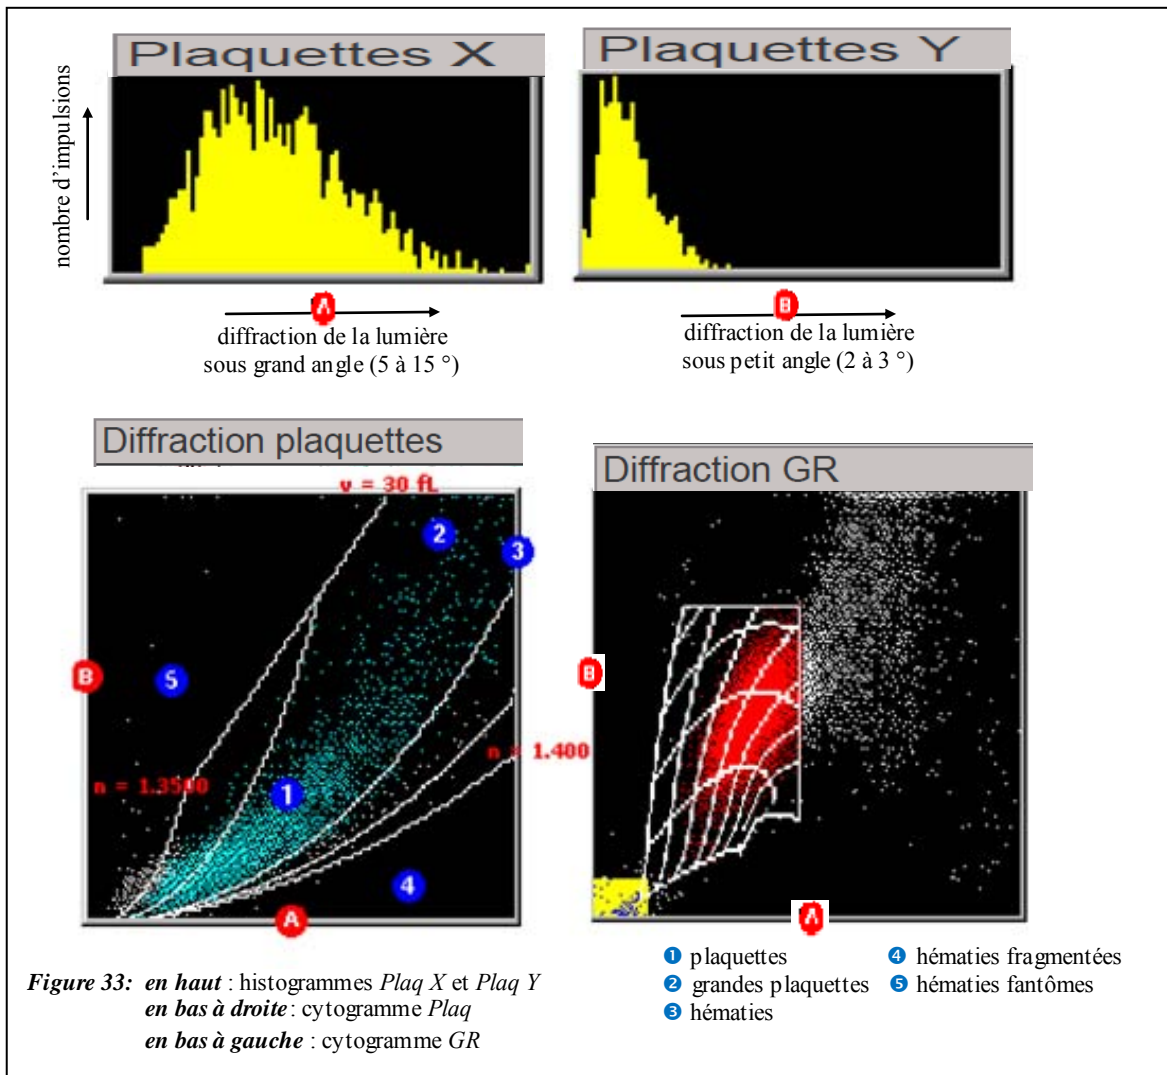 Plaquettes X
Plaquettes Y
nombre d’impulsions
A
B
diffraction de la lumière
sous grand angle (5 à 15 °)
diffraction de la lumière
sous petit angle (2 à 3 °)
Diffraction plaquettes
Diffraction GR
v = 30 fL
2
3
B
5
B
n = 1.3500
1
n = 1.400
4
A
A
❶ plaquettes
❷ grandes plaquettes
❸ hématies
❹ hématies fragmentées
❺ hématies fantômes
Figure 33: en haut : histogrammes Plaq X et Plaq Y
en bas à droite : cytogramme Plaq
en bas à gauche : cytogramme GR